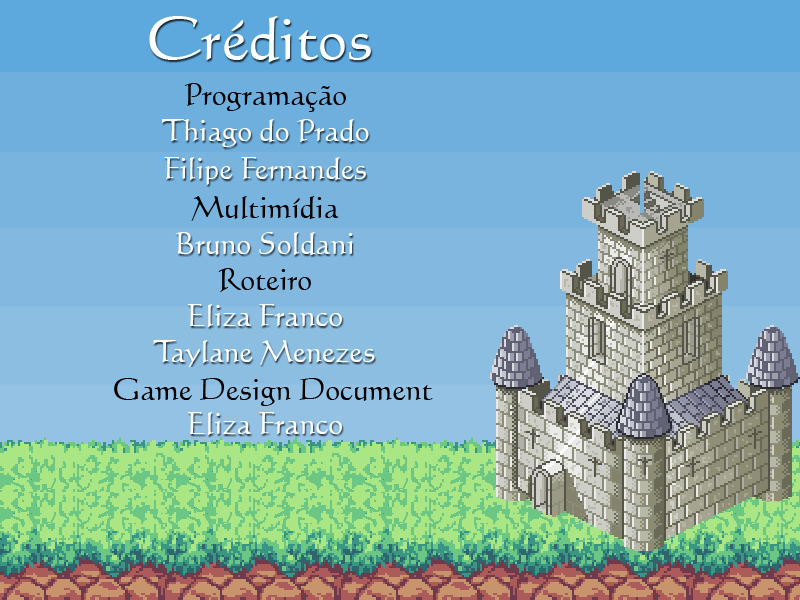 Créditos
Programação
Thiago do Prado
Filipe Fernandes
Multimídia
Bruno Soldani
Roteiro
Eliza Franco
Taylane Menezes
Game Design Document
Eliza Franco